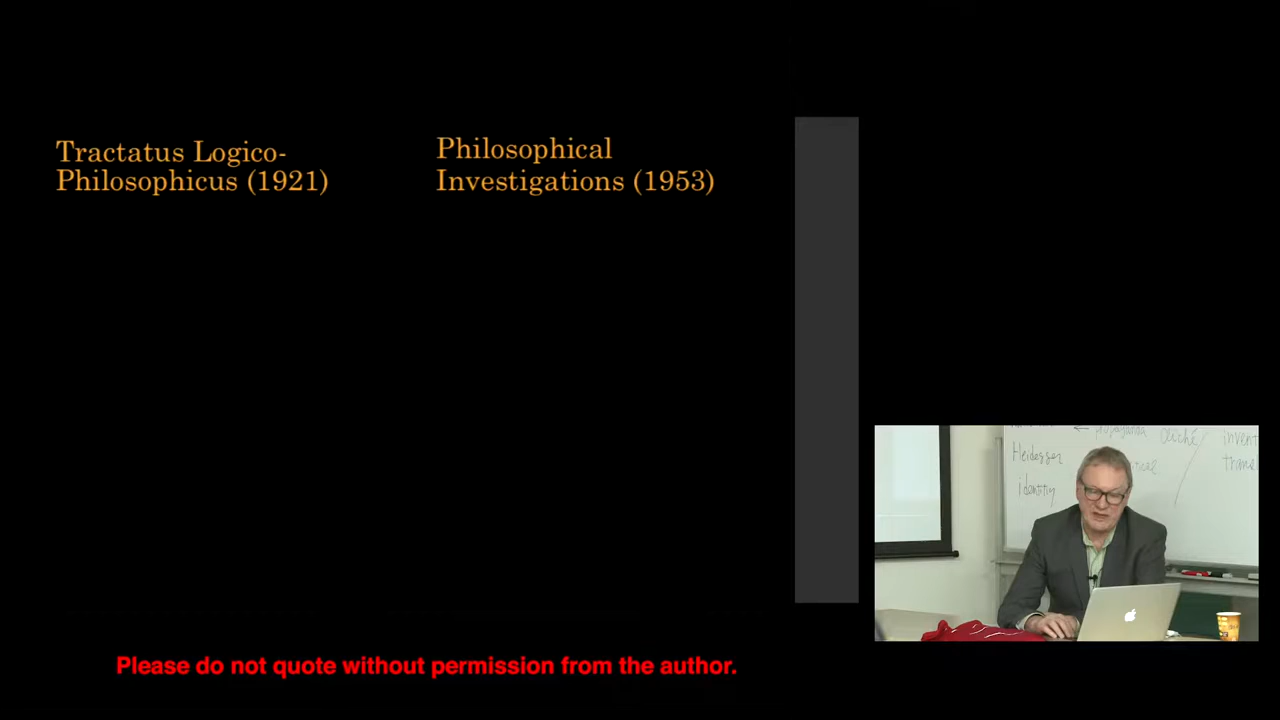 Tractatus Logico-
Philosophicus (1921)
Philosophical
Investigations (1953)
propaganda cliché
Heidegger
identity
Please do not quote without permission from the author.